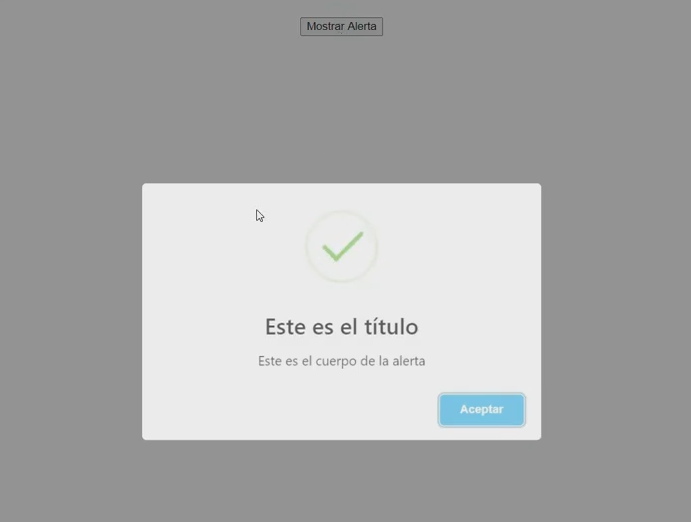 Mostrar Alerta
Este es el título
Este es el cuerpo de la alerta
Aceptar